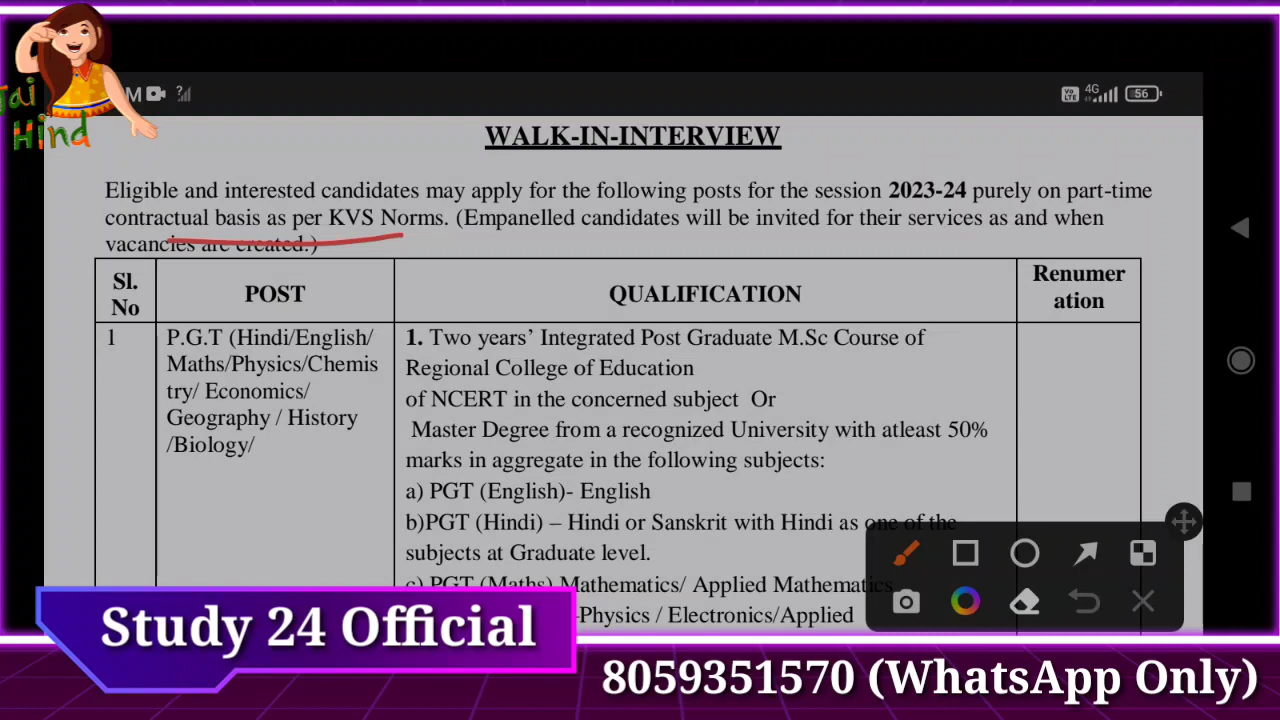 Jai
Hind
M
Vo
LTE
4G
56
WALK-IN-INTERVIEW
Eligible and interested candidates may apply for the following posts for the session 2023-24 purely on part-time
contractual basis as per KVS Norms. (Empanelled candidates will be invited for their services as and when
vacancies are created.)
Sl.
No
POST
QUALIFICATION
Renumer
ation
1
P.G.T (Hindi/English/
Maths/Physics/Chemis
try/ Economics/
Geography / History
/Biology/
1. Two years’ Integrated Post Graduate M.Sc Course of
Regional College of Education
of NCERT in the concerned subject Or
Master Degree from a recognized University with atleast 50%
marks in aggregate in the following subjects:
a) PGT (English)- English
b)PGT (Hindi) – Hindi or Sanskrit with Hindi as one of the
subjects at Graduate level.
c) PGT (Maths) Mathematics/ Applied Mathematics
-Physics / Electronics/Applied
Study 24 Official
8059351570 (WhatsApp Only)